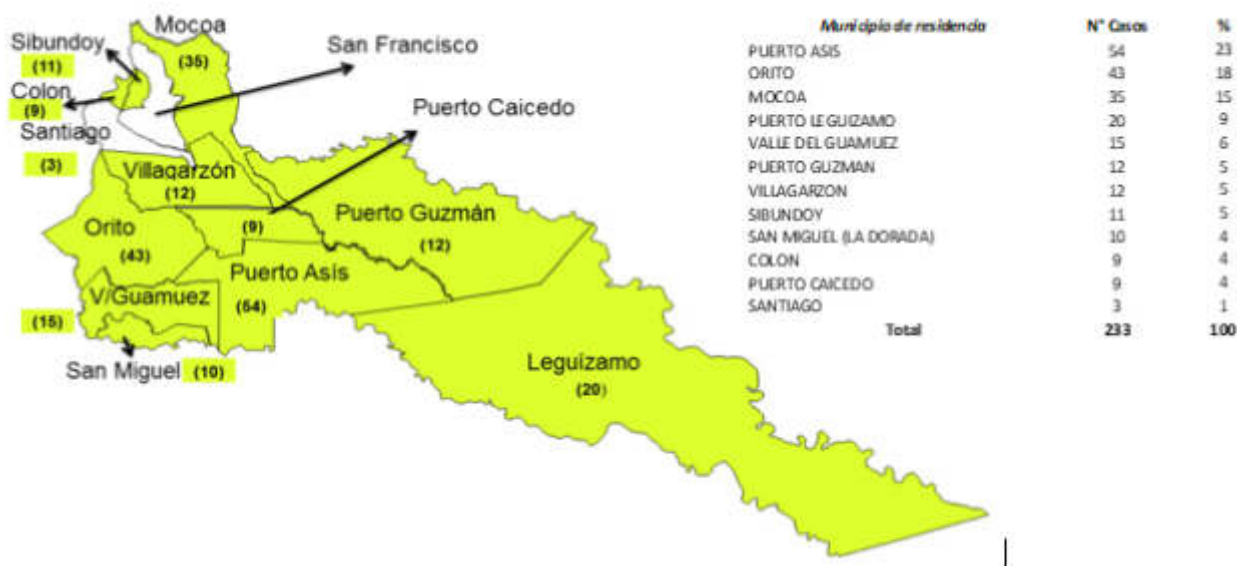 Mocoa
(35)
Sibundoy
(11)
Colon
(9)
Santiago
(3)
San Francisco
Puerto Caicedo
Villagarzón
(12)
Orito
(43)
(9)
Puerto Guzmán
(12)
Puerto Asís
(54)
V/Guamuez
(15)
San Miguel (10)
Leguízamo
(20)
Municipio de residencia N° Casos %
PUERTO ASIS 54 23
ORITO 43 18
MOCOA 35 15
PUERTO LEGUIZAMO 20 9
VALLE DEL GUAMUEZ 15 6
PUERTO GUZMAN 12 5
VILLAGARZON 12 5
SIBUNDOY 11 5
SAN MIGUEL (LA DORADA) 10 4
COLON 9 4
PUERTO CAICEDO 9 4
SANTIAGO 3 1
Total 233 100